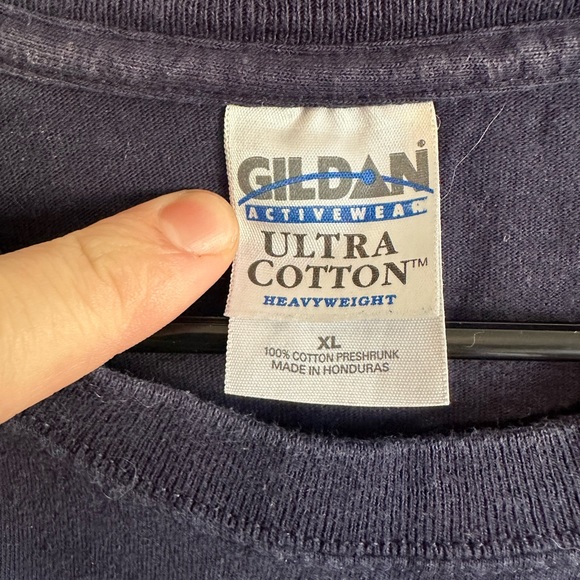 GILDAN®
ACTIVEWEAR
ULTRA
COTTON™
HEAVYWEIGHT
XL
100% COTTON PRESHRUNK
MADE IN HONDURAS